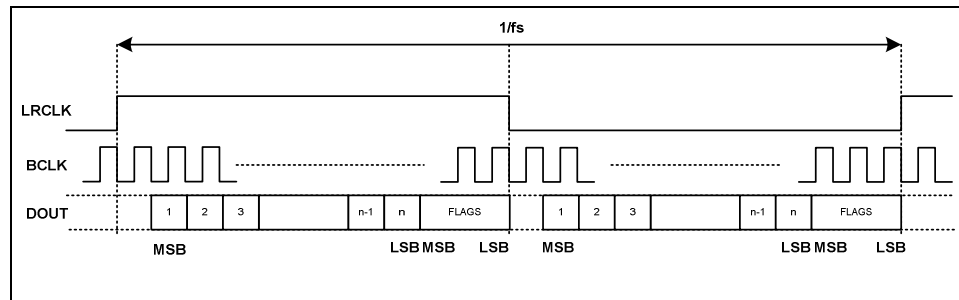 1/fs
LRCLK
BCLK
DOUT
1 2 3 n-1 n FLAGS 1 2 3 n-1 n FLAGS
MSB LSB MSB LSB MSB LSB MSB LSB